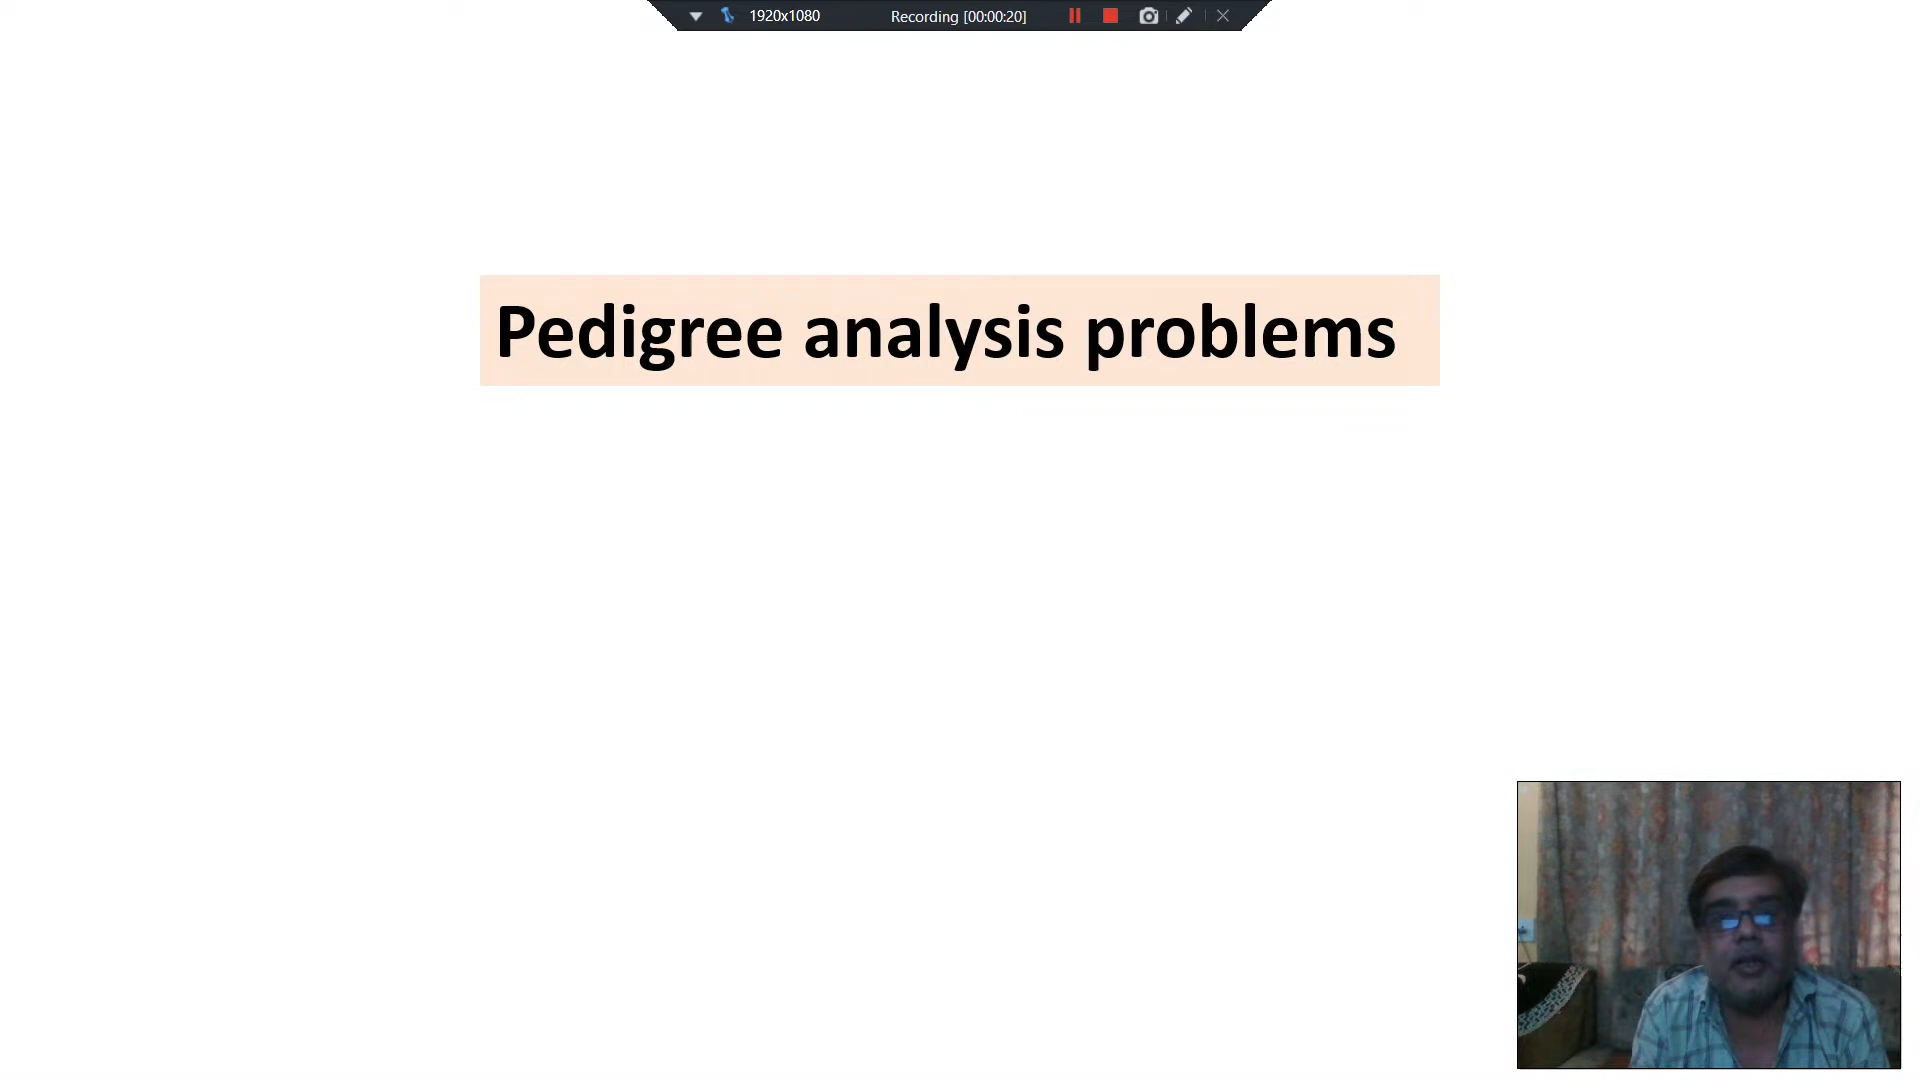 1920x1080 Recording [00:00:20]
Pedigree analysis problems